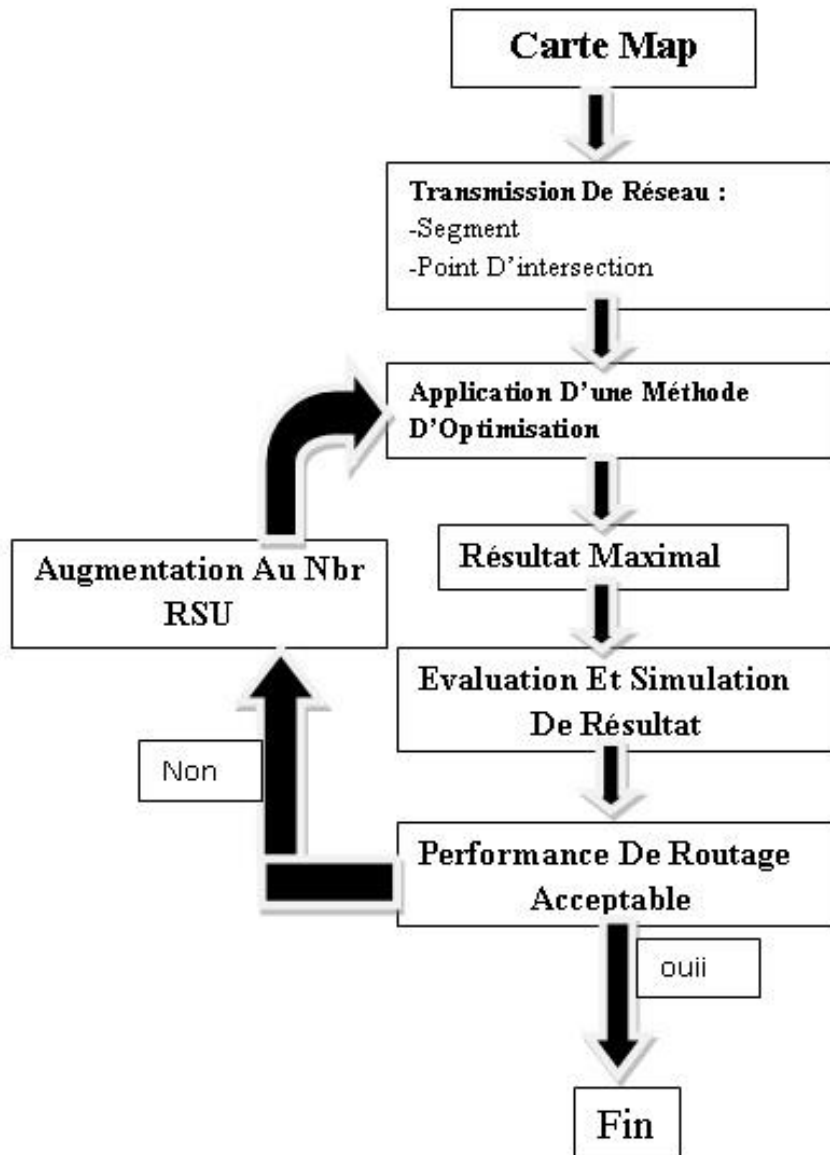 Carte Map
Transmission De Réseau :
-Segment
-Point D'intersection
Application D'une Méthode
D'Optimisation
Résultat Maximal
Augmentation Au Nbr
RSU
Evaluation Et Simulation
De Résultat
Non
Performance De Routage
Acceptable
ouii
Fin